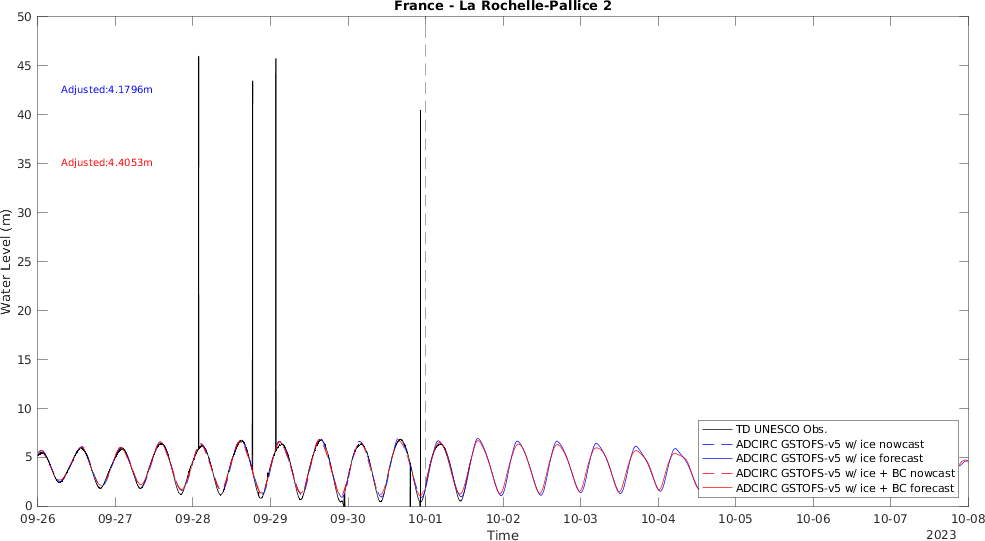 France - La Rochelle-Pallice 2
Water Level (m)
50
45
40
35
30
25
20
15
10
5
0
Adjusted:4.1796m
Adjusted:4.4053m
TD UNESCO Obs.
ADCIRC GSTOFS-v5 w/ ice nowcast
ADCIRC GSTOFS-v5 w/ ice forecast
ADCIRC GSTOFS-v5 w/ ice + BC nowcast
ADCIRC GSTOFS-v5 w/ ice + BC forecast
09-26 09-27 09-28 09-29 09-30 10-01 10-02 10-03 10-04 10-05 10-06 10-07 10-08
Time
2023